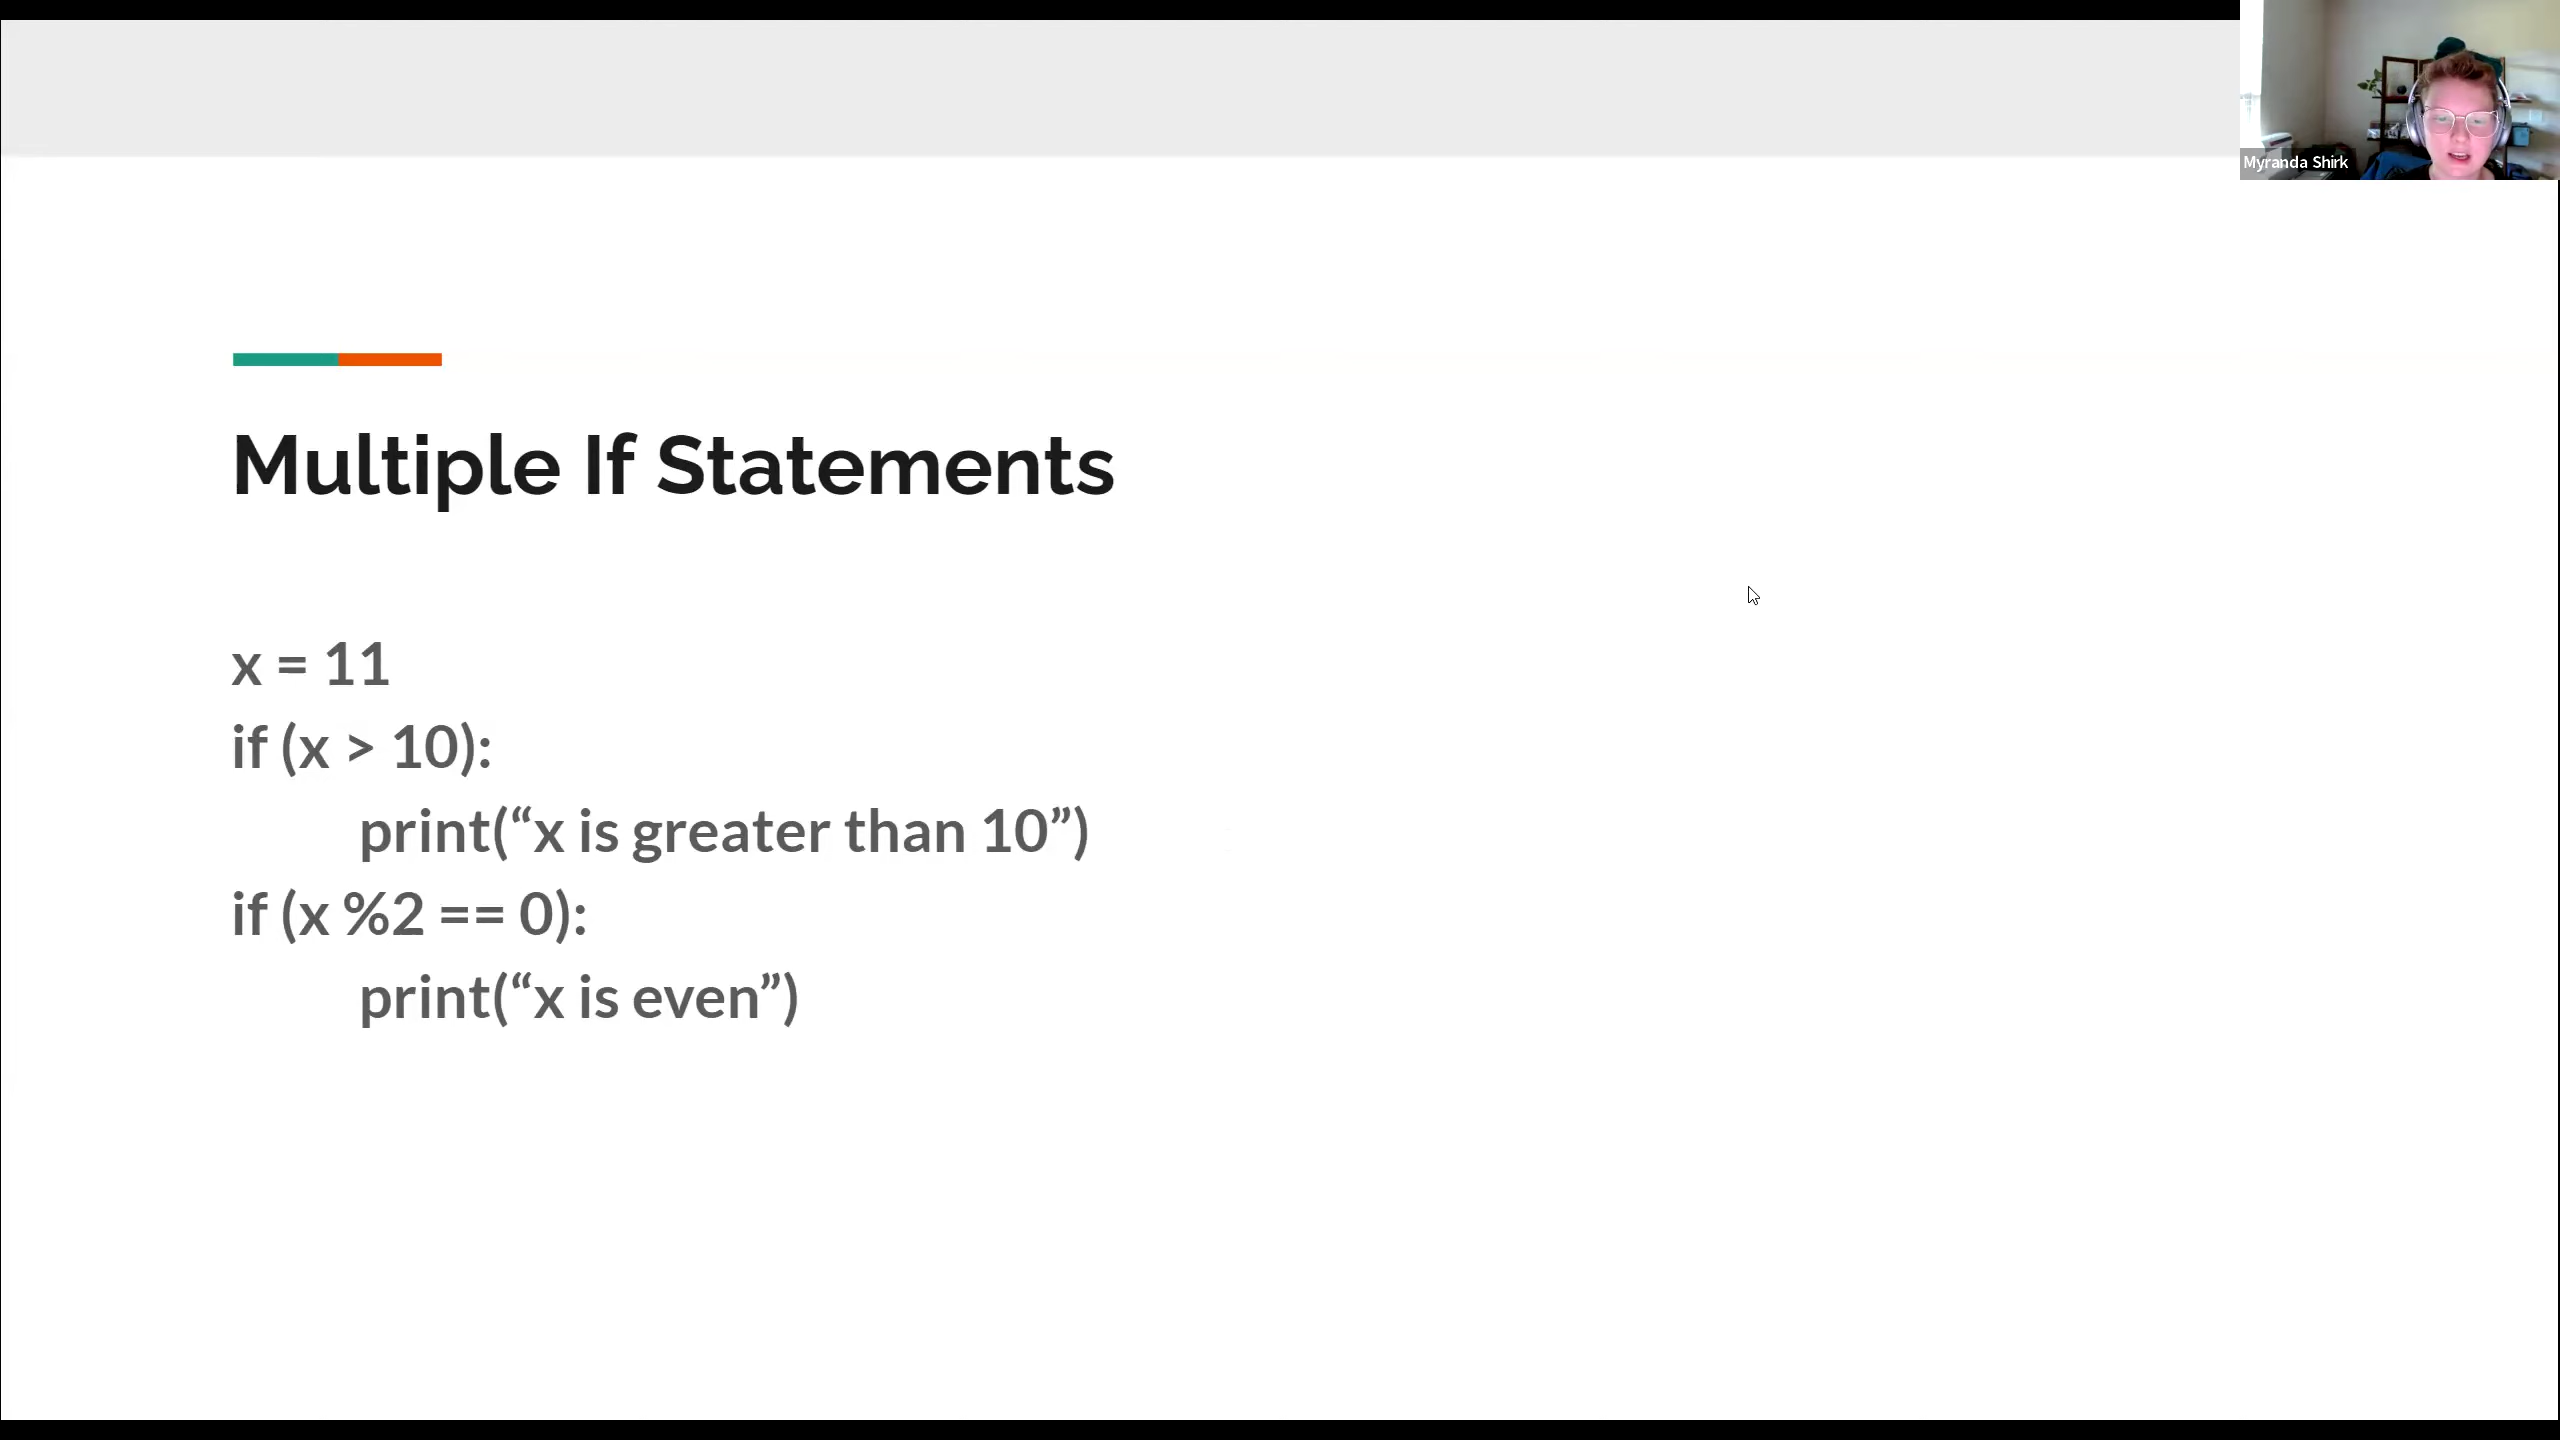 Myranda Shirk
Multiple If Statements
x = 11
if (x > 10):
print(“x is greater than 10”)
if (x %2 == 0):
print(“x is even”)